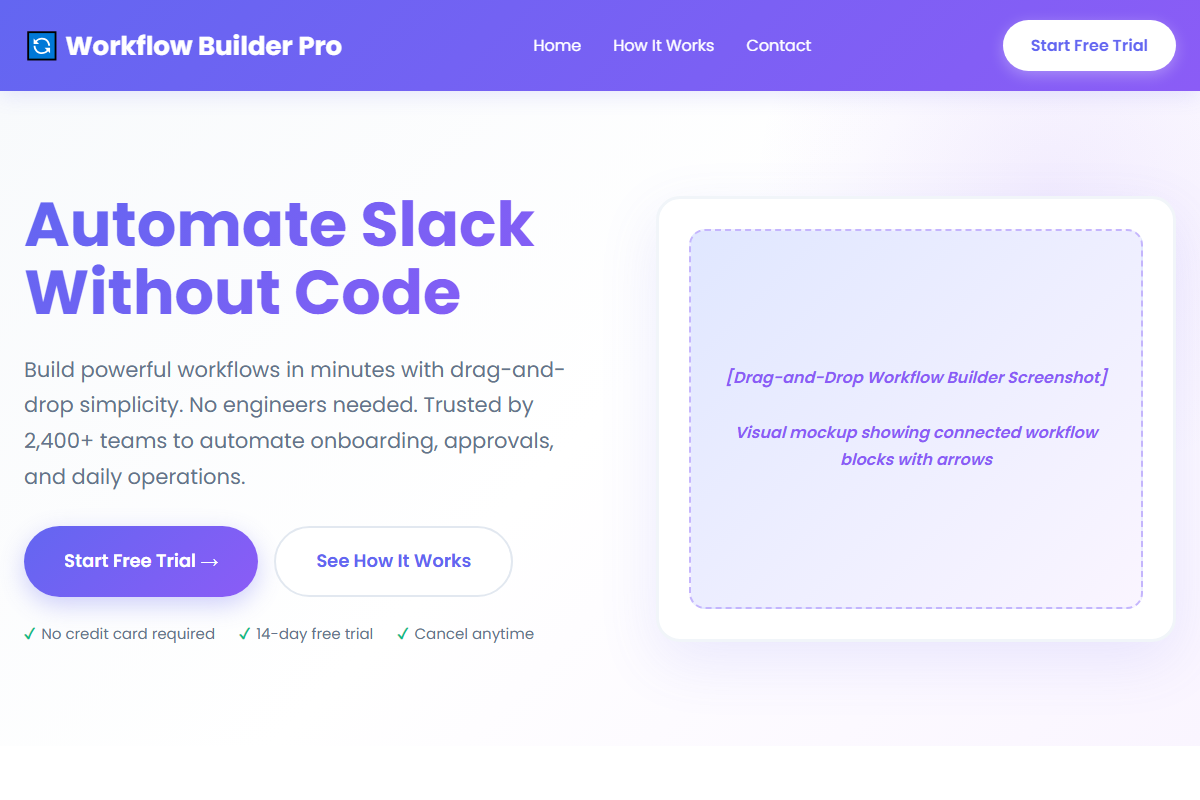 Workflow Builder Pro
Home
How It Works
Contact
Start Free Trial
Automate Slack
Without Code
Build powerful workflows in minutes with drag-and-
drop simplicity. No engineers needed. Trusted by
2,400+ teams to automate onboarding, approvals,
and daily operations.
Start Free Trial →
See How It Works
✓ No credit card required
✓ 14-day free trial
✓ Cancel anytime
[Drag-and-Drop Workflow Builder Screenshot]
Visual mockup showing connected workflow
blocks with arrows